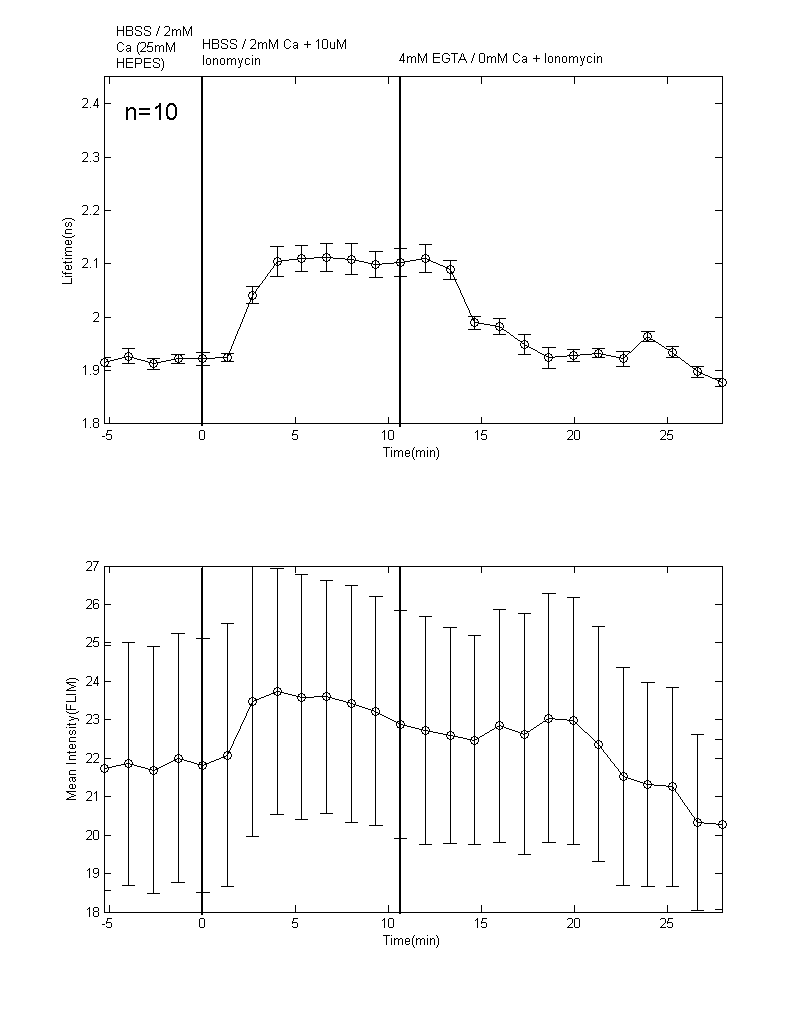 HBSS / 2mM
Ca (25mM
HEPES)
HBSS / 2mM Ca + 10uM
Ionomycin
4mM EGTA / 0mM Ca + Ionomycin
n=10
2.4
2.3
2.2
2.1
2
1.9
1.8
Lifetime(ns)
-5 0 5 10 15 20 25
Time(min)
27
26
25
24
23
22
21
20
19
18
Mean Intensity(FLIM)
-5 0 5 10 15 20 25
Time(min)